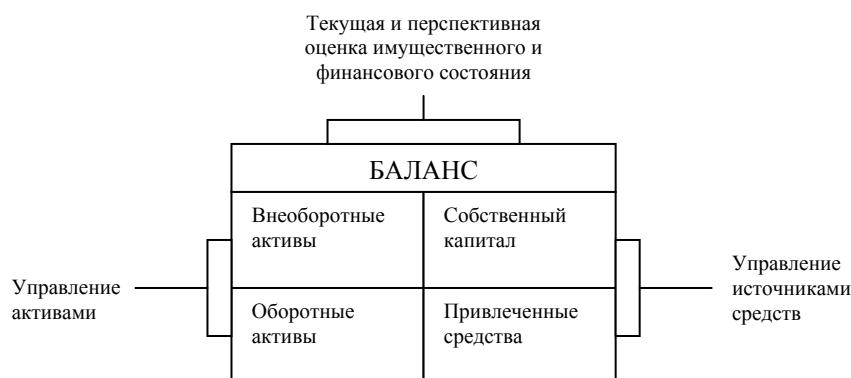 Текущая и перспективная
оценка имущественного и
финансового состояния
БАЛАНС
Внеоборотные
активы
Собственный
капитал
Управление
активами
Управление
источниками
средств
Оборотные
активы
Привлеченные
средства